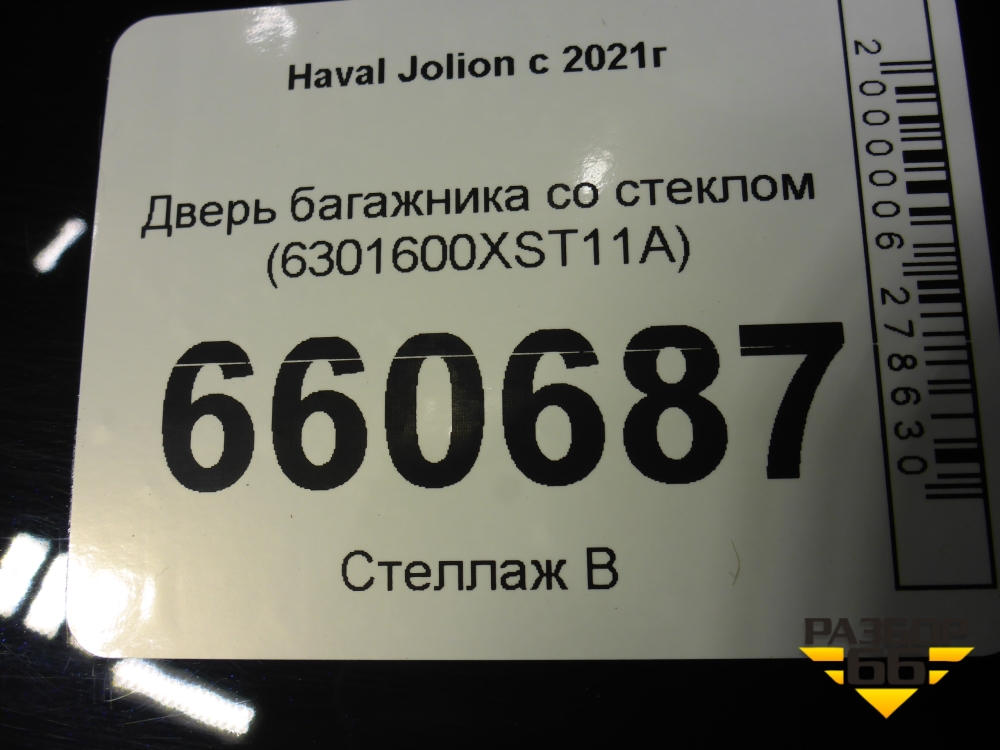 Haval Jolion с 2021г
Дверь багажника со стеклом
(6301600XST11A)
660687
Стеллаж В
2000006278630
РАЗБОР
66